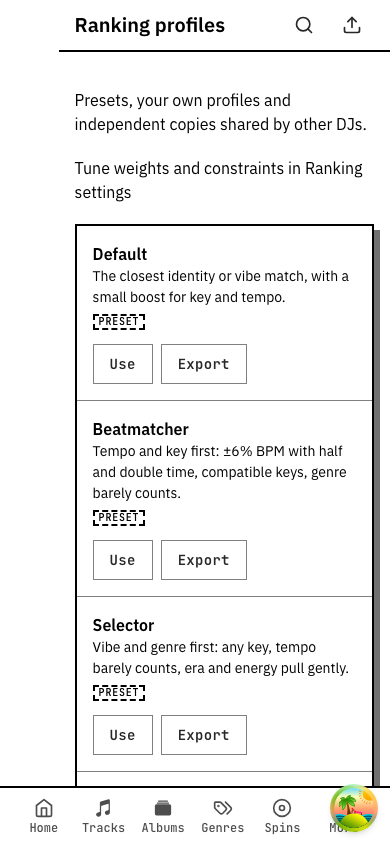 Ranking profiles
Presets, your own profiles and
independent copies shared by other DJs.
Tune weights and constraints in Ranking
settings
Default
The closest identity or vibe match, with a
small boost for key and tempo.
PRESET
Use Export
Beatmatcher
Tempo and key first: ±6% BPM with half
and double time, compatible keys, genre
barely counts.
PRESET
Use Export
Selector
Vibe and genre first: any key, tempo
barely counts, era and energy pull gently.
PRESET
Use Export
Home Tracks Albums Genres Spins